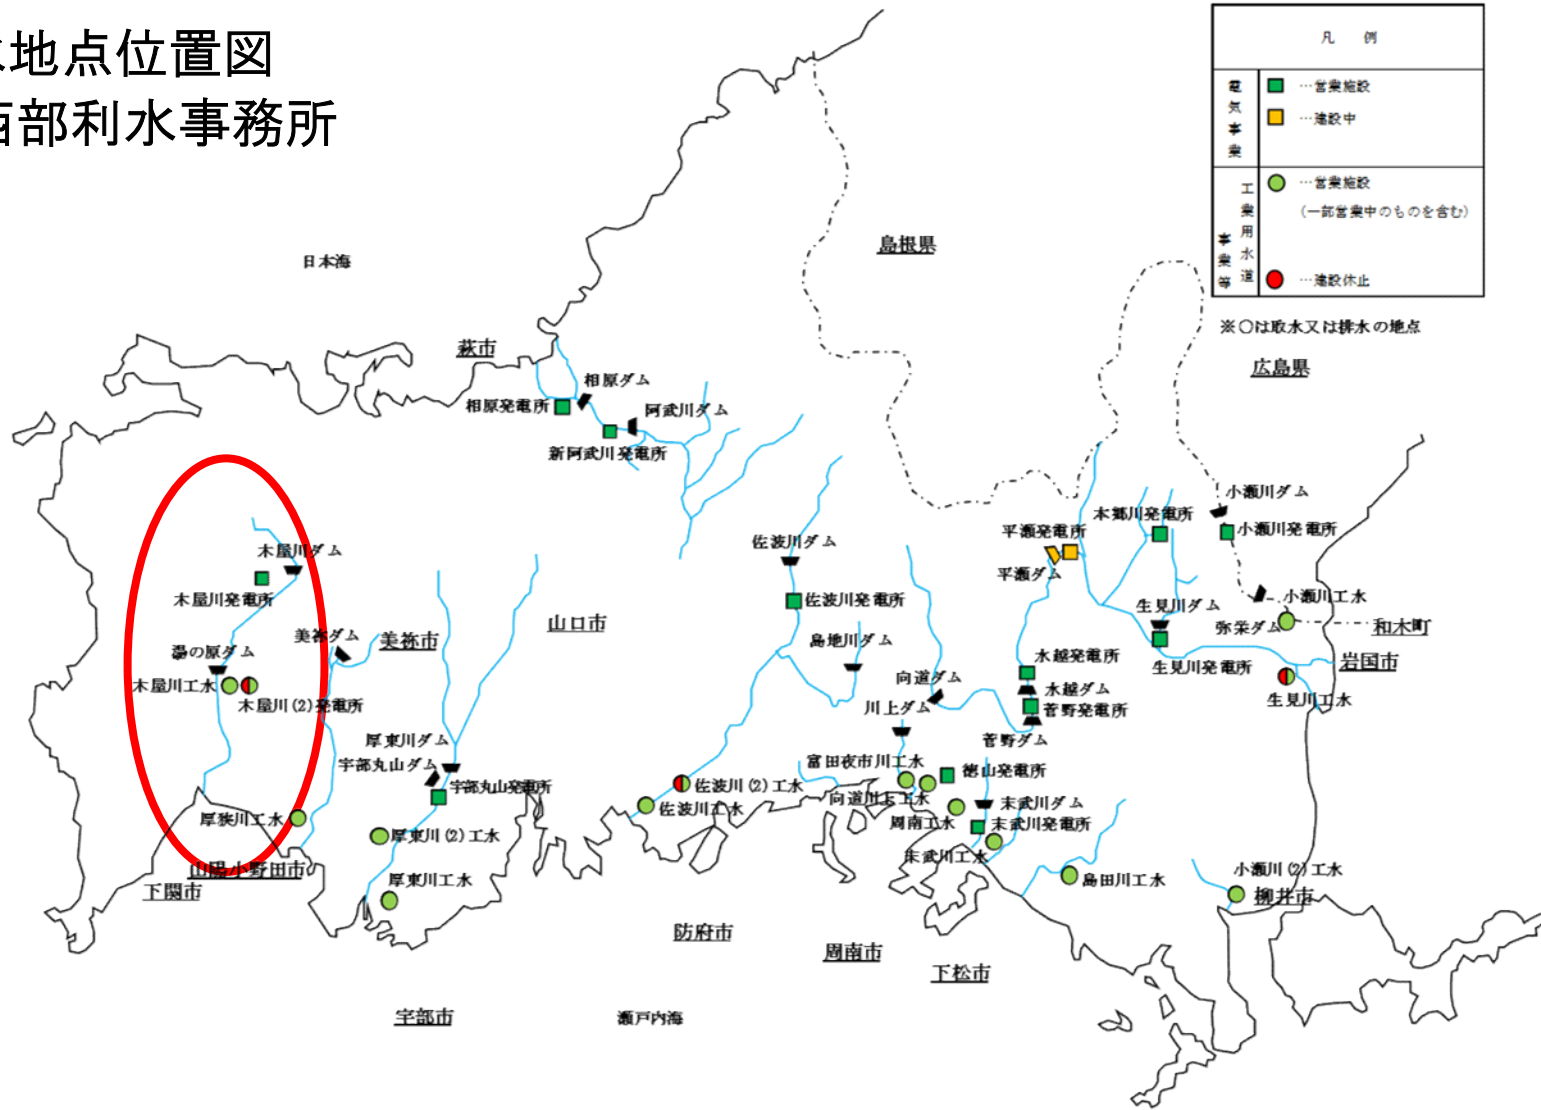 水地点位置図
西部利水事務所
凡　例
電気事業
…営業施設
…建設中
工業用水道
事業等
…営業施設
(一部営業中のものを含む)
…建設休止
※○は取水又は排水の地点
日本海
島根県
広島県
萩市
相原ダム
相原発電所
阿武川ダム
新阿武川発電所
木屋川ダム
木屋川発電所
湯の原ダム
木屋川工水
木屋川(2)発電所
美祢ダム
美祢市
山口市
厚東川ダム
宇部丸山ダム
宇部丸山発電所
厚狭川工水
厚東川(2)工水
厚東川工水
山陽小野田市
下関市
宇部市
佐波川ダム
佐波川発電所
島地川ダム
佐波川(2)工水
佐波川工水
防府市
瀬戸内海
平瀬発電所
平瀬ダム
本郷川発電所
小瀬川ダム
小瀬川発電所
小瀬川工水
弥栄ダム
和木町
生見川ダム
生見川発電所
岩国市
生見川工水
水越発電所
水越ダム
菅野発電所
菅野ダム
向道ダム
川上ダム
富田夜市川工水
徳山発電所
向道川工水
周南工水
末武川ダム
末武川発電所
末武川工水
島田川工水
小瀬川(2)工水
柳井市
周南市
下松市